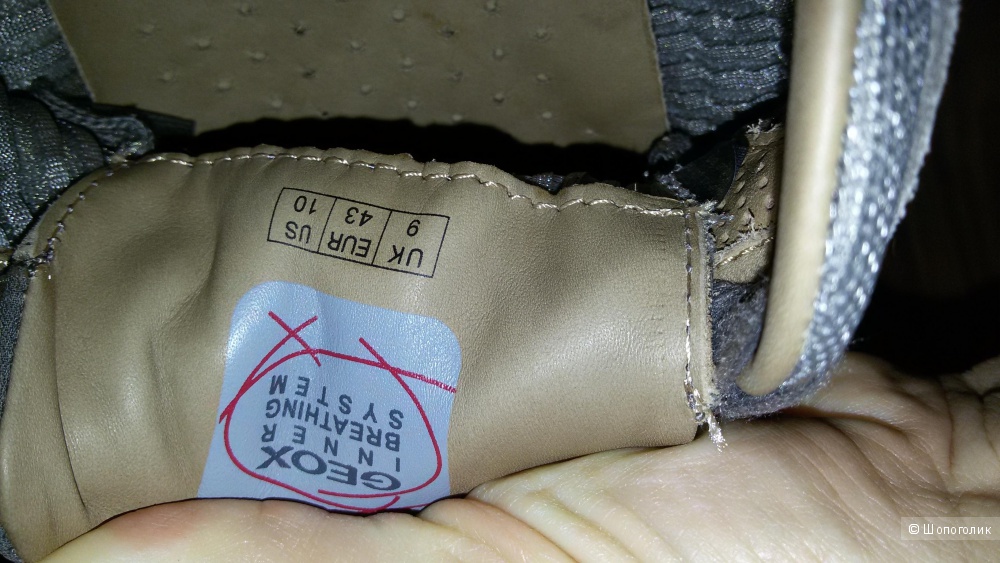 GEOX
INNER
BREATHING
SYSTEM
UK EUR US
9 43 10
© Шопоголик